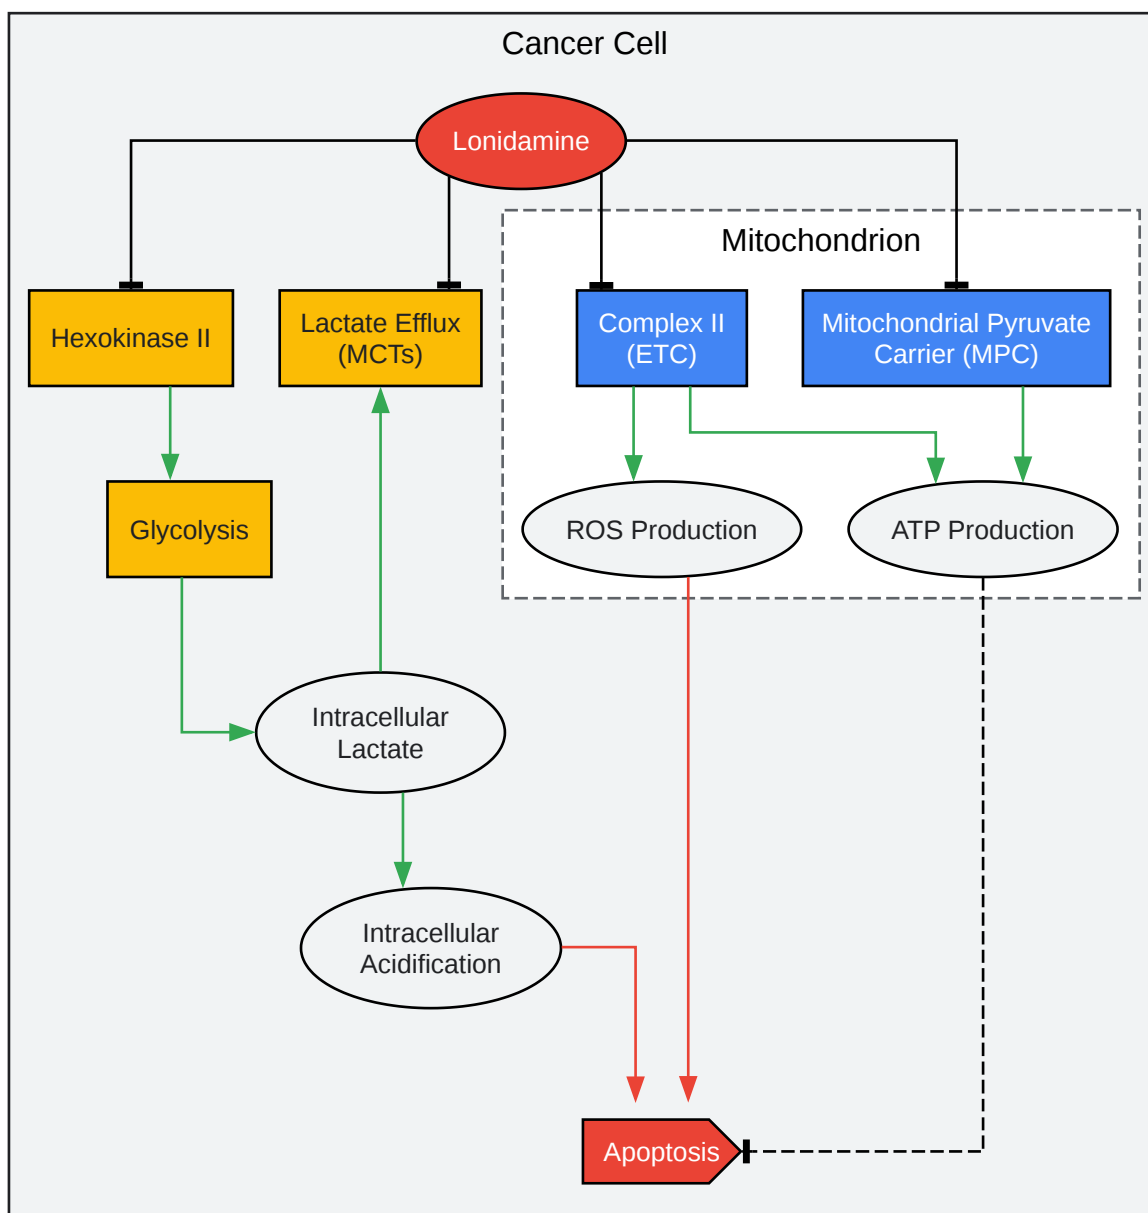 Cancer Cell
Lonidamine
Mitochondrion
Hexokinase II
Lactate Efflux
(MCTs)
Complex II
(ETC)
Mitochondrial Pyruvate
Carrier (MPC)
Glycolysis
ROS Production
ATP Production
Intracellular
Lactate
Intracellular
Acidification
Apoptosis